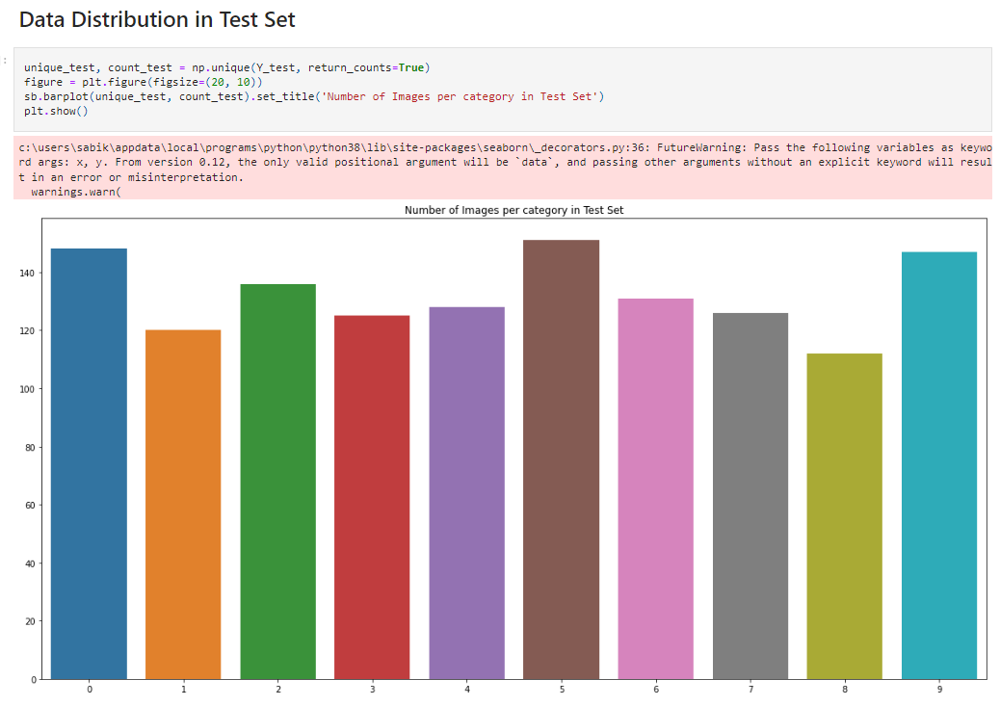 Data Distribution in Test Set
:
unique_test, count_test = np.unique(Y_test, return_counts=True)
figure = plt.figure(figsize=(20, 10))
sb.barplot(unique_test, count_test).set_title('Number of Images per category in Test Set')
plt.show()
c:\users\sabik\appdata\local\programs\python\python38\lib\site-packages\seaborn\_decorators.py:36: FutureWarning: Pass the following variables as keywo
rd args: x, y. From version 0.12, the only valid positional argument will be `data`, and passing other arguments without an explicit keyword will resul
t in an error or misinterpretation.
  warnings.warn(
Number of Images per category in Test Set
140
120
100
80
60
40
20
0
0 1 2 3 4 5 6 7 8 9